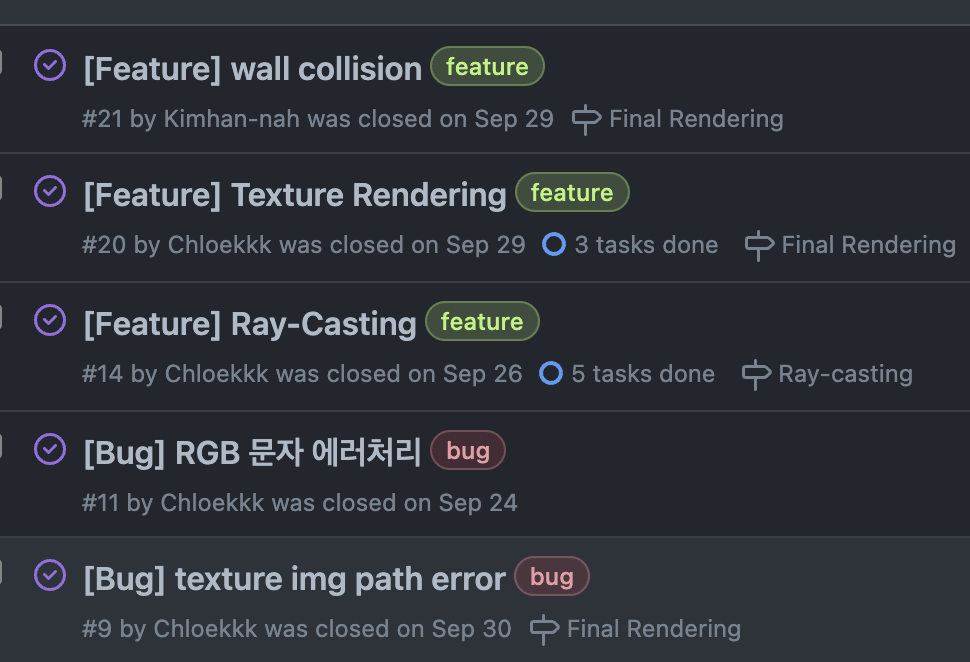 [Feature] wall collision feature
#21 by Kimhan-nah was closed on Sep 29 Final Rendering
[Feature] Texture Rendering feature
#20 by Chloekkk was closed on Sep 29 3 tasks done Final Rendering
[Feature] Ray-Casting feature
#14 by Chloekkk was closed on Sep 26 5 tasks done Ray-casting
[Bug] RGB 문자 에러처리 bug
#11 by Chloekkk was closed on Sep 24
[Bug] texture img path error bug
#9 by Chloekkk was closed on Sep 30 Final Rendering